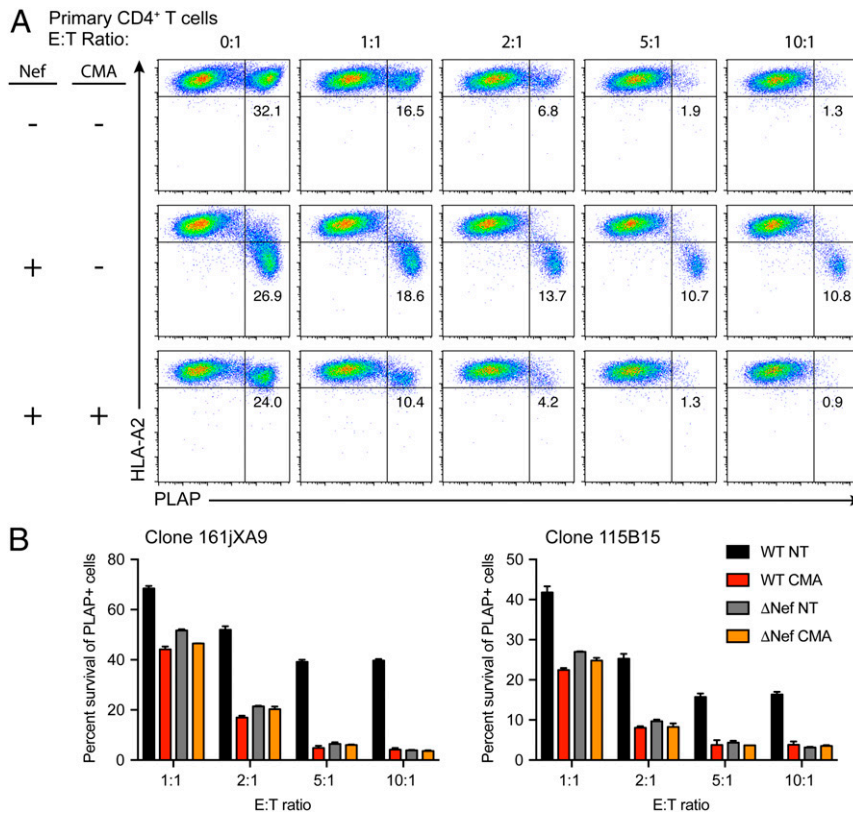 A
Primary CD4+ T cells
E:T Ratio:
0:1 1:1 2:1 5:1 10:1
Nef CMA
- -
32.1 16.5 6.8 1.9 1.3
+ -
26.9 18.6 13.7 10.7 10.8
+ +
24.0 10.4 4.2 1.3 0.9
HLA-A2
PLAP
B
Clone 161jXA9
Percent survival of PLAP+ cells
80
60
40
20
0
1:1 2:1 5:1 10:1
E:T ratio
Clone 115B15
Percent survival of PLAP+ cells
50
40
30
20
10
0
1:1 2:1 5:1 10:1
E:T ratio
WT NT
WT CMA
ΔNef NT
ΔNef CMA